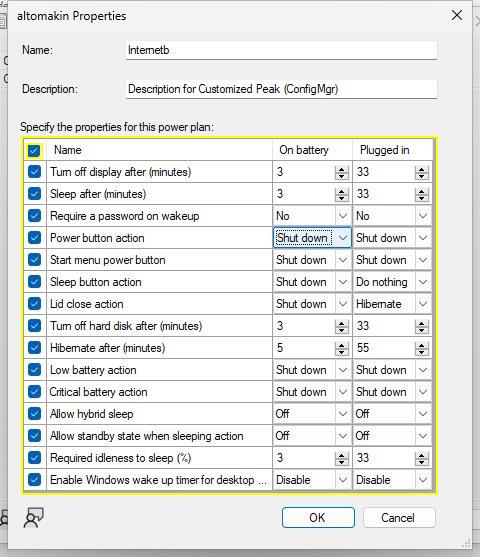 altomakin Properties
Name: Internetb
Description: Description for Customized Peak (ConfigMgr)
Specify the properties for this power plan:
Name On battery Plugged in
Turn off display after (minutes) 3 33
Sleep after (minutes) 3 33
Require a password on wakeup No No
Power button action Shut down Shut down
Start menu power button Shut down Shut down
Sleep button action Shut down Do nothing
Lid close action Shut down Hibernate
Turn off hard disk after (minutes) 3 33
Hibernate after (minutes) 5 55
Low battery action Shut down Shut down
Critical battery action Shut down Shut down
Allow hybrid sleep Off Off
Allow standby state when sleeping action Off Off
Required idleness to sleep (%) 3 33
Enable Windows wake up timer for desktop ... Disable Disable
OK Cancel